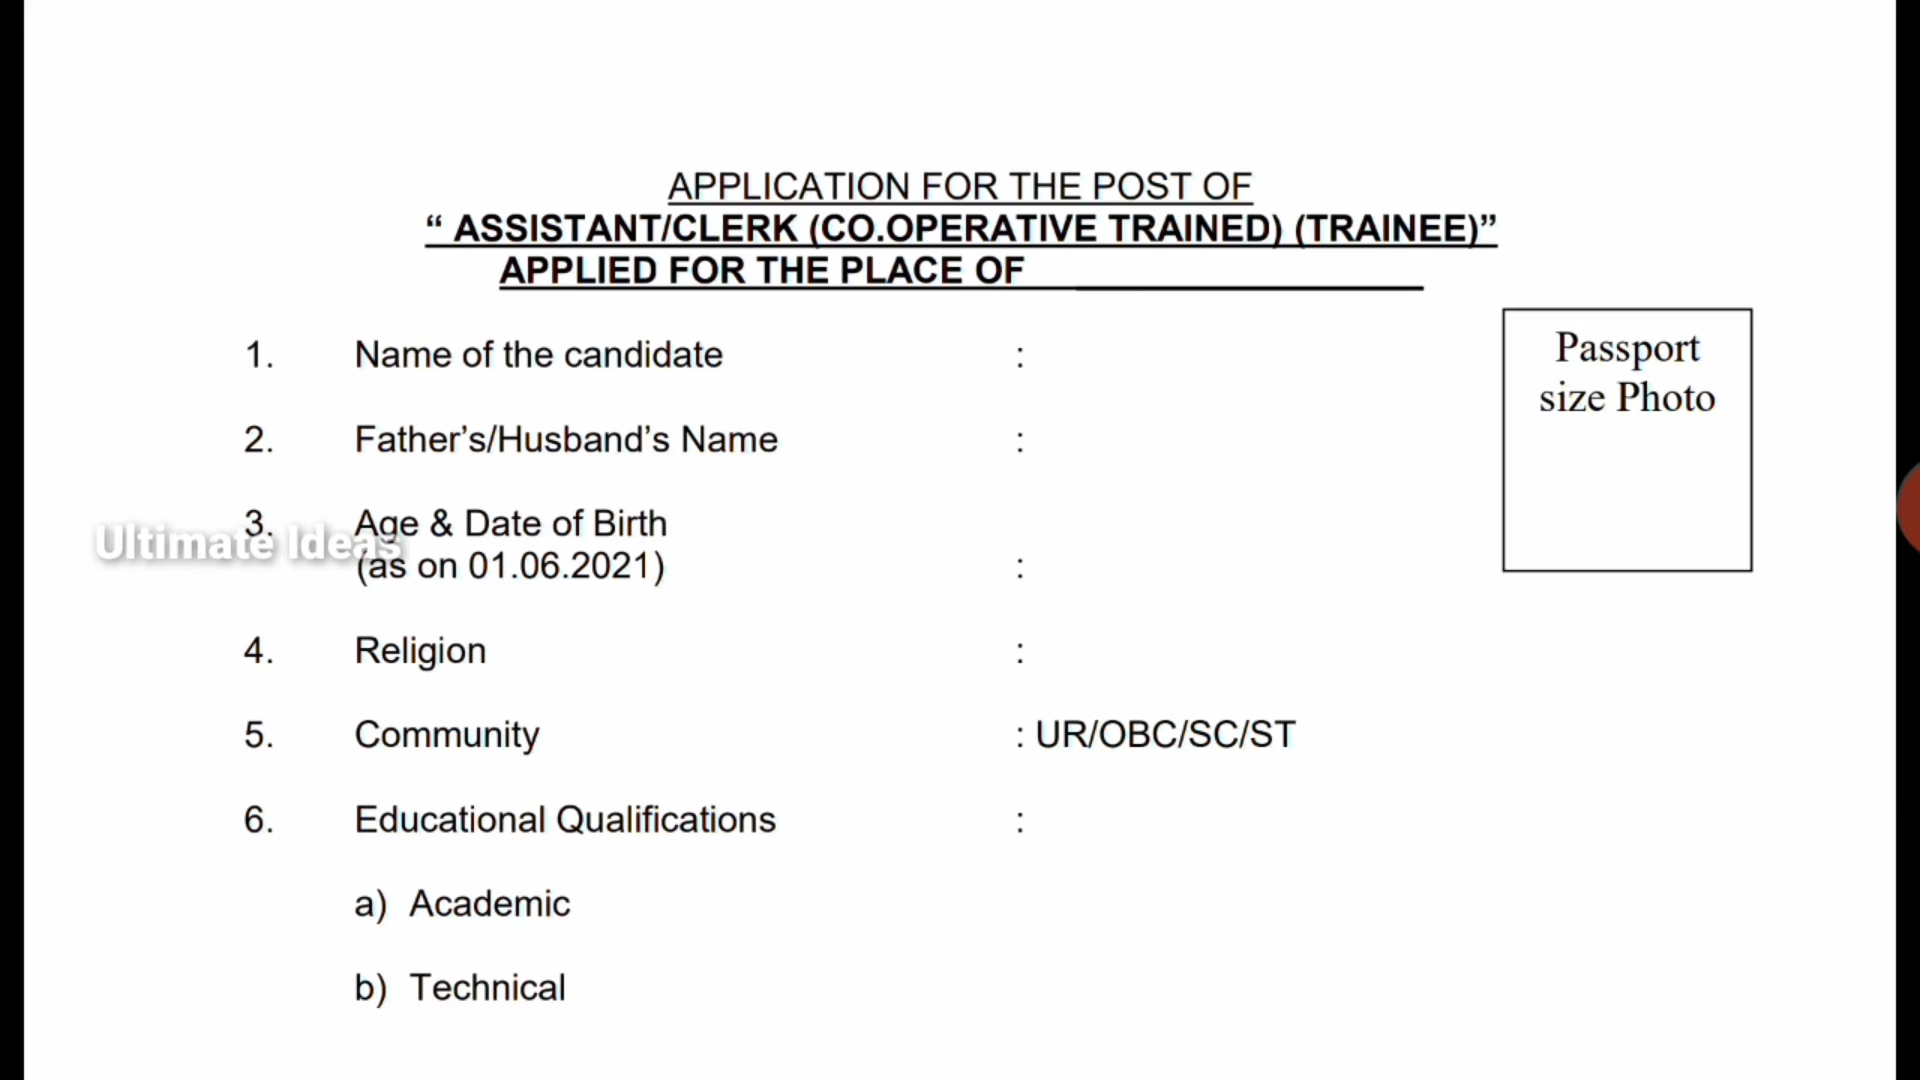 APPLICATION FOR THE POST OF
“ ASSISTANT/CLERK (CO.OPERATIVE TRAINED) (TRAINEE)”
APPLIED FOR THE PLACE OF
Passport
size Photo
1. Name of the candidate :
2. Father’s/Husband’s Name :
3. Age & Date of Birth
(as on 01.06.2021) :
Ultimate Ideas
4. Religion :
5. Community : UR/OBC/SC/ST
6. Educational Qualifications :
a) Academic
b) Technical